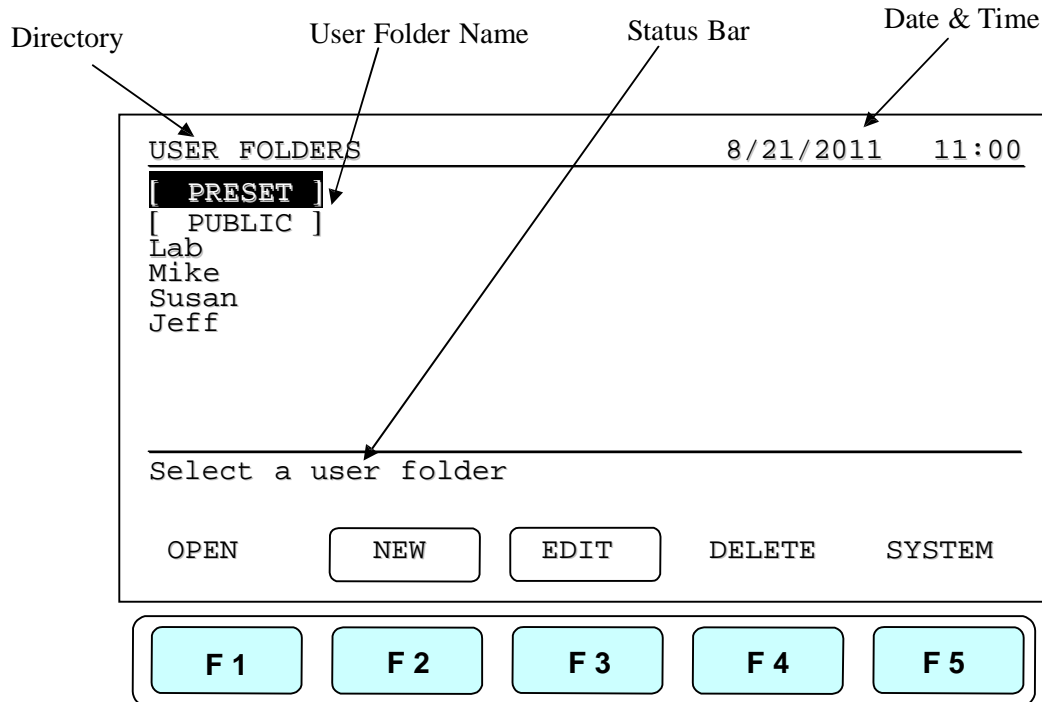 Directory
User Folder Name
Status Bar
Date & Time
USER FOLDERS 8/21/2011 11:00
[ PRESET ]
[ PUBLIC ]
Lab
Mike
Susan
Jeff
Select a user folder
OPEN NEW EDIT DELETE SYSTEM
F 1 F 2 F 3 F 4 F 5